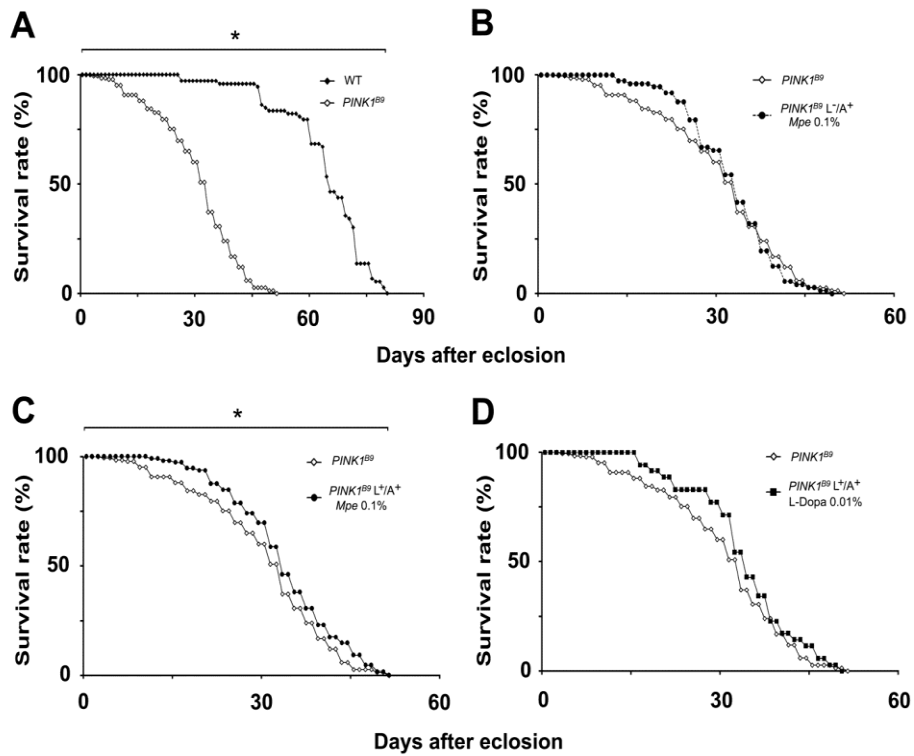 A
*
Survival rate (%)
100
50
0
0 30 60 90
WT
PINK1ᴮ⁹
B
Survival rate (%)
100
50
0
0 30 60
PINK1ᴮ⁹
PINK1ᴮ⁹ L⁻/A⁺
Mpe 0.1%
Days after eclosion
C
*
Survival rate (%)
100
50
0
0 30 60
PINK1ᴮ⁹
PINK1ᴮ⁹ L⁺/A⁺
Mpe 0.1%
D
Survival rate (%)
100
50
0
0 30 60
PINK1ᴮ⁹
PINK1ᴮ⁹ L⁺/A⁺
L-Dopa 0.01%
Days after eclosion